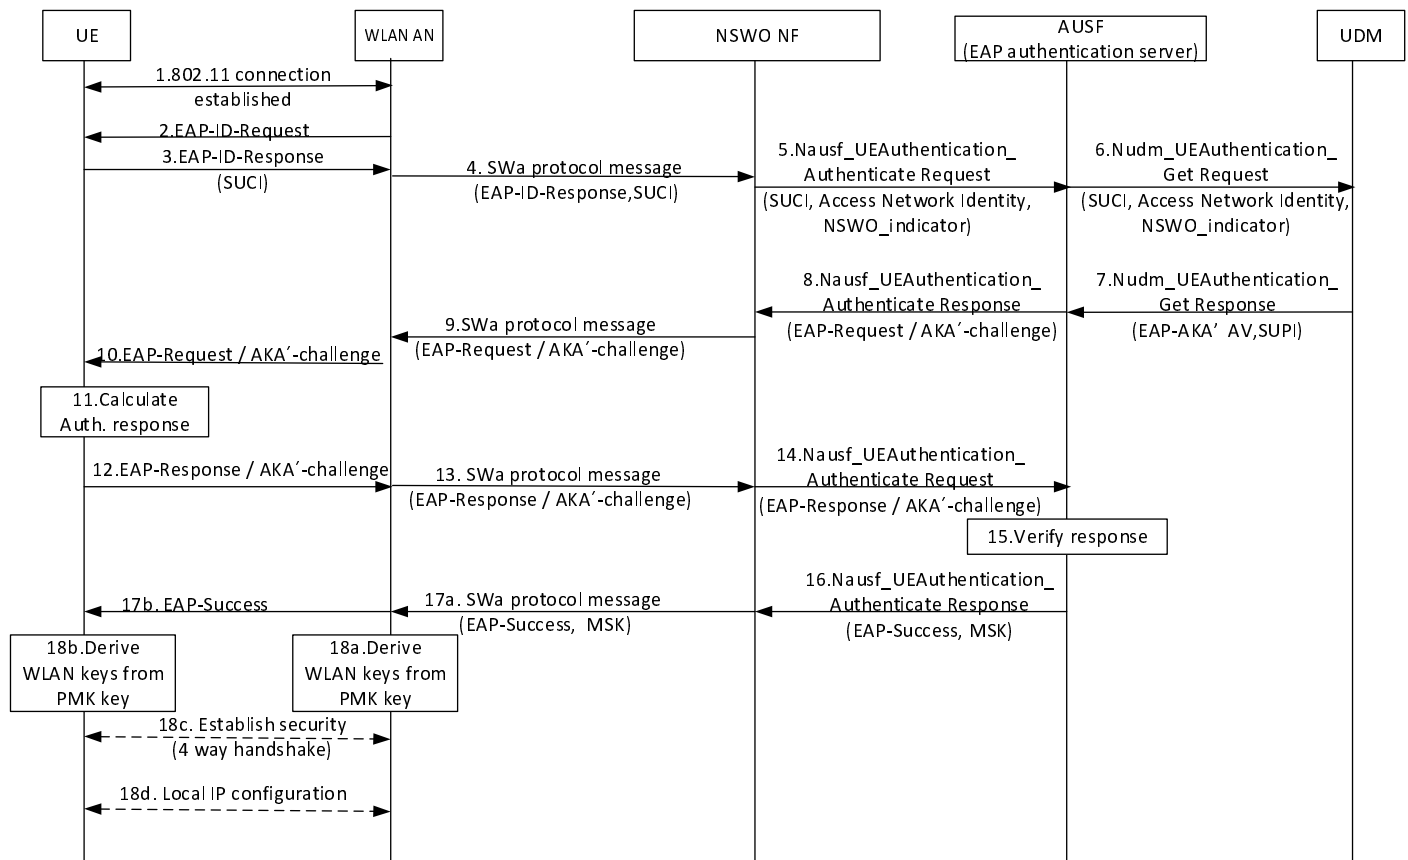 UE
WLAN AN
NSWO NF
AUSF
(EAP authentication server)
UDM
1.802.11 connection
established
2.EAP-ID-Request
3.EAP-ID-Response
(SUCI)
4. SWa protocol message
(EAP-ID-Response,SUCI)
5.Nausf_UEAuthentication_
Authenticate Request
(SUCI, Access Network Identity,
NSWO_indicator)
6.Nudm_UEAuthentication_
Get Request
(SUCI, Access Network Identity,
NSWO_indicator)
7.Nudm_UEAuthentication_
Get Response
(EAP-AKA’ AV,SUPI)
8.Nausf_UEAuthentication_
Authenticate Response
(EAP-Request / AKA´-challenge)
9.SWa protocol message
(EAP-Request / AKA´-challenge)
10.EAP-Request / AKA´-challenge
11.Calculate
Auth. response
12.EAP-Response / AKA´-challenge
13. SWa protocol message
(EAP-Response / AKA´-challenge)
14.Nausf_UEAuthentication_
Authenticate Request
(EAP-Response / AKA´-challenge)
15.Verify response
16.Nausf_UEAuthentication_
Authenticate Response
(EAP-Success, MSK)
17a. SWa protocol message
(EAP-Success, MSK)
17b. EAP-Success
18b.Derive
WLAN keys from
PMK key
18a.Derive
WLAN keys from
PMK key
18c. Establish security
(4 way handshake)
18d. Local IP configuration